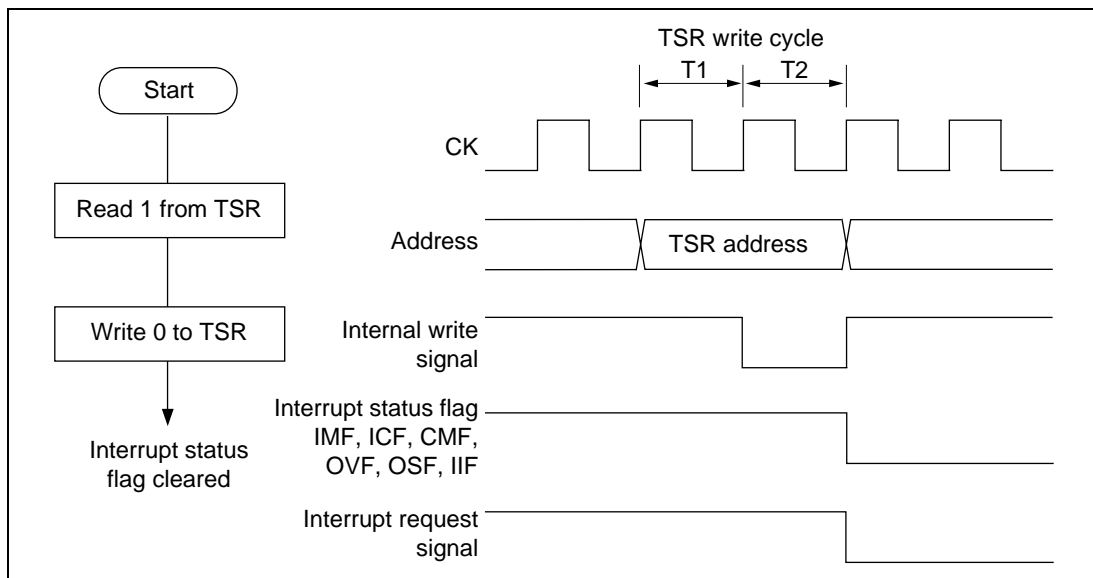 Start
Read 1 from TSR
Write 0 to TSR
Interrupt status
flag cleared
TSR write cycle
T1 T2
CK
Address
TSR address
Internal write
signal
Interrupt status flag
IMF, ICF, CMF,
OVF, OSF, IIF
Interrupt request
signal